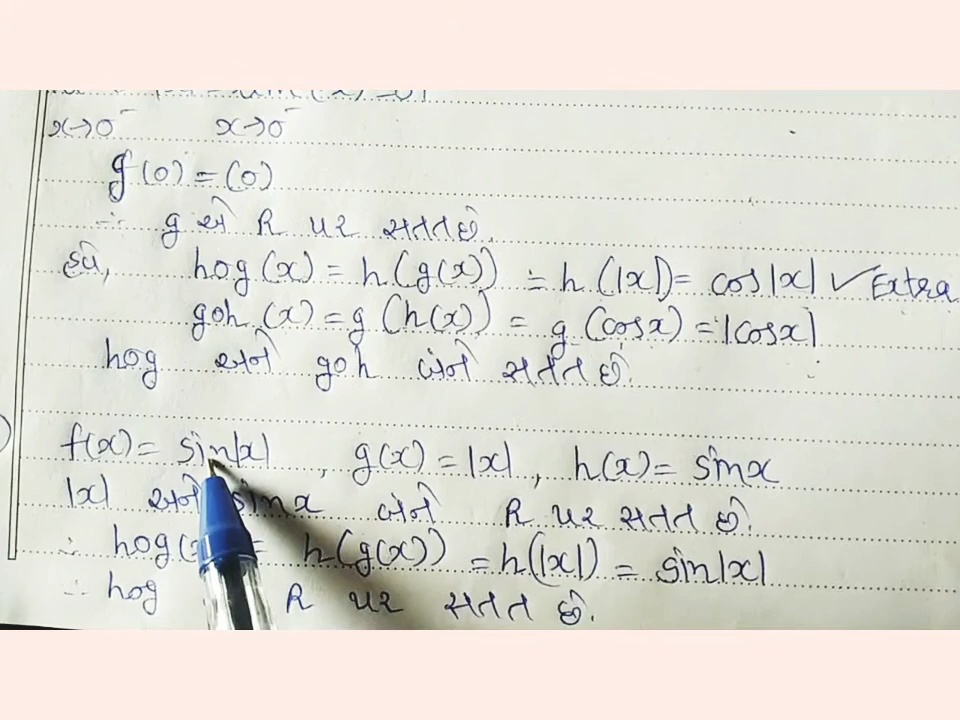 x→0⁻ x→0⁻
g(0) = (0)
∴ g એ R પર સતત છે.
હવે, hog(x) = h(g(x)) = h(|x|) = cos|x| ✓ Extra
goh(x) = g(h(x)) = g(cosx) = |cosx|
hog અને goh બંને સતત છે.
f(x) = sin|x| , g(x) = |x| , h(x) = sinx
|x| અને sinx બંને R પર સતત છે.
∴ hog(x = h(g(x)) = h(|x|) = sin|x|
∴ hog R પર સતત છે.